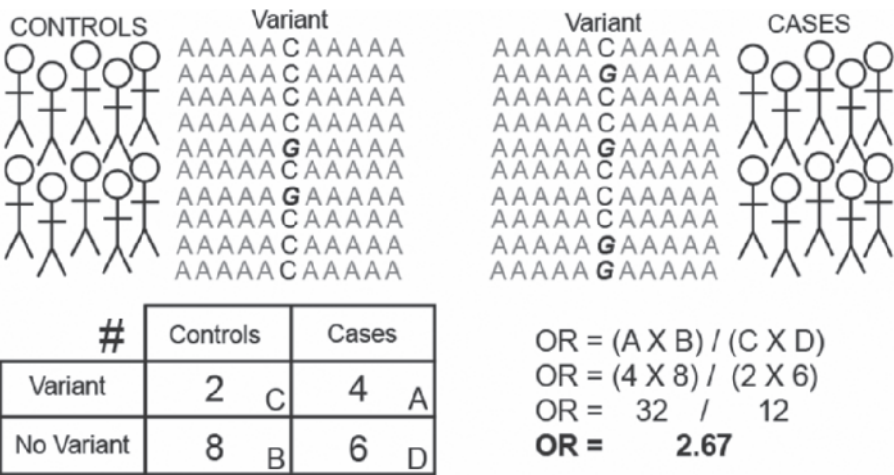 CONTROLS
Variant
AAAAACAAAAA
AAAAACAAAAA
AAAAACAAAAA
AAAAACAAAAA
AAAAAGAAAAA
AAAAACAAAAA
AAAAAGAAAAA
AAAAACAAAAA
AAAAACAAAAA
AAAAACAAAAA
Variant
AAAAACAAAAA
AAAAAGAAAAA
AAAAACAAAAA
AAAAACAAAAA
AAAAAGAAAAA
AAAAACAAAAA
AAAAACAAAAA
AAAAACAAAAA
AAAAAGAAAAA
AAAAAGAAAAA
CASES
# Controls Cases
Variant 2 C 4 A
No Variant 8 B 6 D
OR = (A X B) / (C X D)
OR = (4 X 8) / (2 X 6)
OR = 32 / 12
OR = 2.67